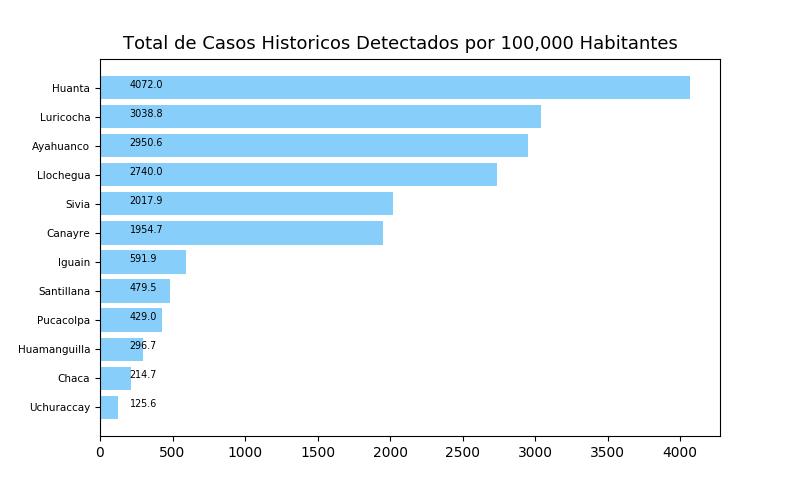 Total de Casos Historicos Detectados por 100,000 Habitantes
Huanta 4072.0
Luricocha 3038.8
Ayahuanco 2950.6
Llochegua 2740.0
Sivia 2017.9
Canayre 1954.7
Iguain 591.9
Santillana 479.5
Pucacolpa 429.0
Huamanguilla 296.7
Chaca 214.7
Uchuraccay 125.6
0 500 1000 1500 2000 2500 3000 3500 4000